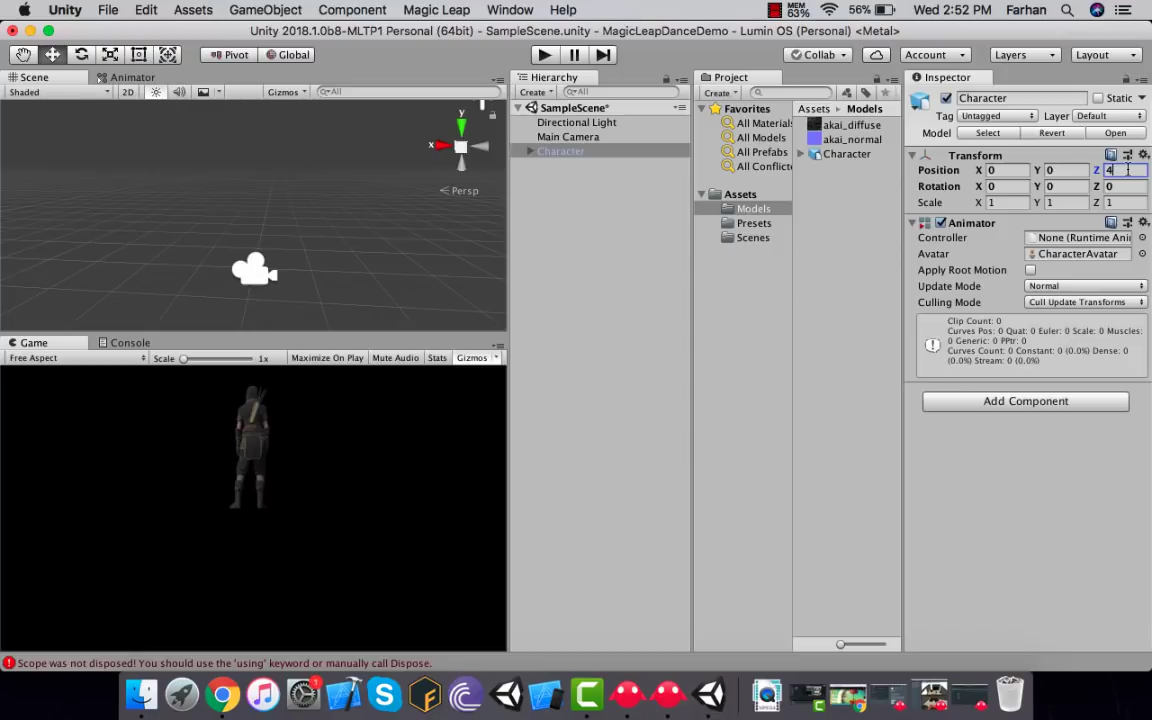 Unity File Edit Assets GameObject Component Magic Leap Window Help MEM 63% 56% Wed 2:52 PM Farhan
Unity 2018.1.0b8-MLTP1 Personal (64bit) - SampleScene.unity - MagicLeapDanceDemo - Lumin OS (Personal) <Metal>
Pivot Global Collab Account Layers Layout
Scene Animator
Shaded 2D Gizmos All
y
x
Persp
Game Console
Free Aspect Scale 1x Maximize On Play Mute Audio Stats Gizmos
Hierarchy
Create All
SampleScene*
Directional Light
Main Camera
Character
Project
Create
Favorites
All Materials
All Models
All Prefabs
All Conflicts
Assets
Models
Presets
Scenes
Assets Models
akai_diffuse
akai_normal
Character
Inspector
Character Static
Tag Untagged Layer Default
Model Select Revert Open
Transform
Position X 0 Y 0 Z 4
Rotation X 0 Y 0 Z 0
Scale X 1 Y 1 Z 1
Animator
Controller None (Runtime Ani
Avatar CharacterAvatar
Apply Root Motion
Update Mode Normal
Culling Mode Cull Update Transforms
Clip Count: 0
Curves Pos: 0 Quat: 0 Euler: 0 Scale: 0 Muscles:
0 Generic: 0 PPtr: 0
Curves Count: 0 Constant: 0 (0.0%) Dense: 0
(0.0%) Stream: 0 (0.0%)
Add Component
Scope was not disposed! You should use the 'using' keyword or manually call Dispose.